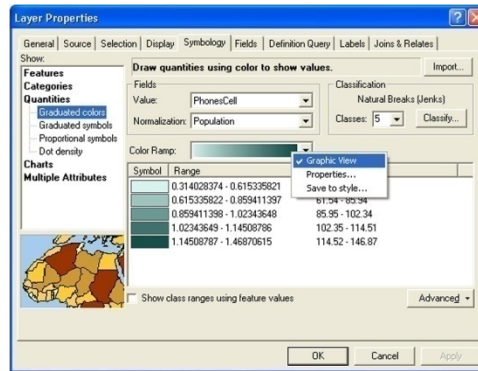 Layer Properties
General Source Selection Display Symbology Fields Definition Query Labels Joins & Relates
Show:
Features
Categories
Quantities
Graduated colors
Graduated symbols
Proportional symbols
Dot density
Charts
Multiple Attributes
Draw quantities using color to show values.
Import...
Fields
Value: PhonesCell
Normalization: Population
Classification
Natural Breaks (Jenks)
Classes: 5 Classify...
Color Ramp:
Graphic View
Properties...
Save to style...
Symbol Range
0.314028374 - 0.615335821
0.615335822 - 0.859411397 61.54 - 85.94
0.859411398 - 1.02343648 85.95 - 102.34
1.02343649 - 1.14508786 102.35 - 114.51
1.14508787 - 1.46870615 114.52 - 146.87
Show class ranges using feature values
Advanced
OK Cancel Apply